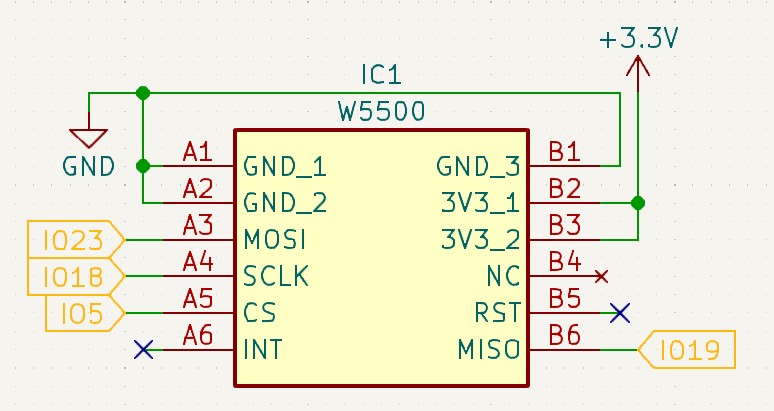 +3.3V
IC1
W5500
GND
A1 GND_1 GND_3 B1
A2 GND_2 3V3_1 B2
IO23 A3 MOSI 3V3_2 B3
IO18 A4 SCLK NC B4
IO5 A5 CS RST B5
A6 INT MISO B6 IO19